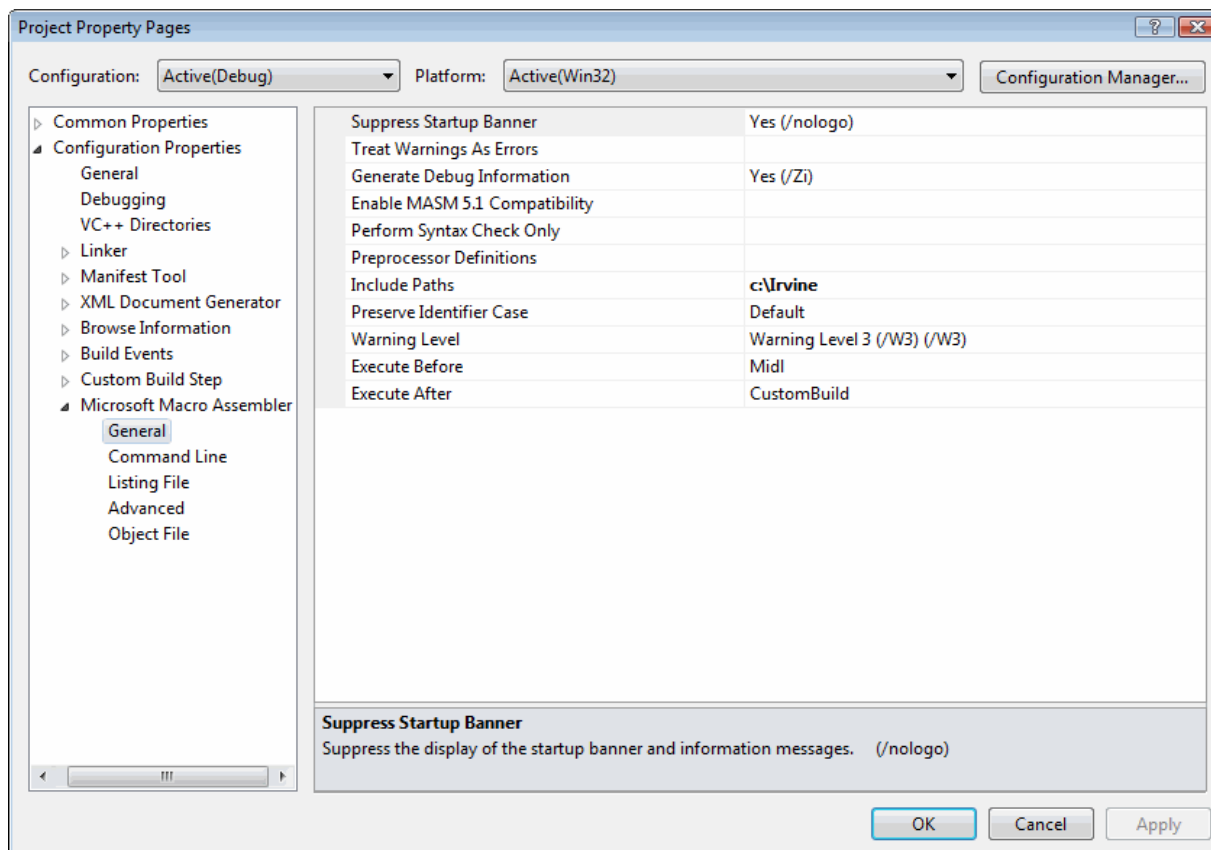 Project Property Pages
Configuration: Active(Debug) Platform: Active(Win32) Configuration Manager...
Common Properties
Configuration Properties
General
Debugging
VC++ Directories
Linker
Manifest Tool
XML Document Generator
Browse Information
Build Events
Custom Build Step
Microsoft Macro Assembler
General
Command Line
Listing File
Advanced
Object File
Suppress Startup Banner Yes (/nologo)
Treat Warnings As Errors
Generate Debug Information Yes (/Zi)
Enable MASM 5.1 Compatibility
Perform Syntax Check Only
Preprocessor Definitions
Include Paths c:\Irvine
Preserve Identifier Case Default
Warning Level Warning Level 3 (/W3) (/W3)
Execute Before Midl
Execute After CustomBuild
Suppress Startup Banner
Suppress the display of the startup banner and information messages. (/nologo)
OK Cancel Apply